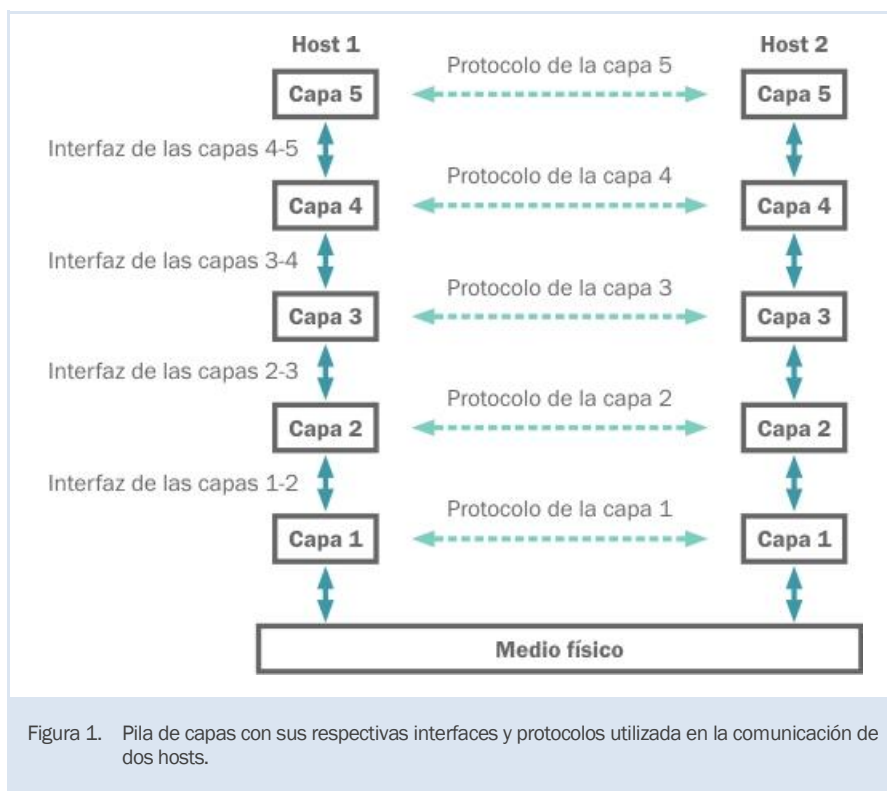 Host 1
Host 2
Protocolo de la capa 5
Capa 5
Capa 5
Interfaz de las capas 4-5
Protocolo de la capa 4
Capa 4
Capa 4
Interfaz de las capas 3-4
Protocolo de la capa 3
Capa 3
Capa 3
Interfaz de las capas 2-3
Protocolo de la capa 2
Capa 2
Capa 2
Interfaz de las capas 1-2
Protocolo de la capa 1
Capa 1
Capa 1
Medio físico
Figura 1. Pila de capas con sus respectivas interfaces y protocolos utilizada en la comunicación de
dos hosts.